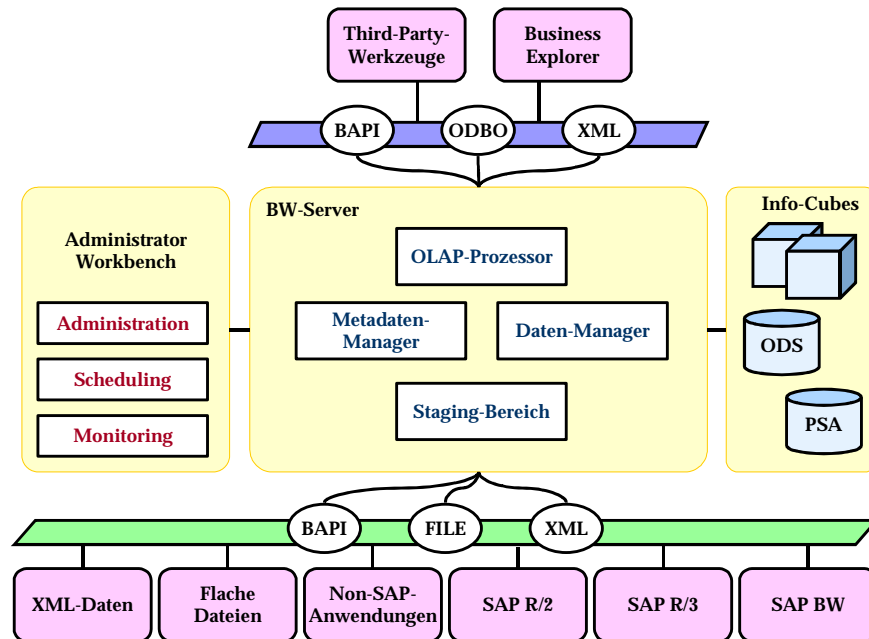 Third-Party-
Werkzeuge
Business
Explorer
BAPI
ODBO
XML
Administrator
Workbench
Administration
Scheduling
Monitoring
BW-Server
OLAP-Prozessor
Metadaten-
Manager
Daten-Manager
Staging-Bereich
Info-Cubes
ODS
PSA
BAPI
FILE
XML
XML-Daten
Flache
Dateien
Non-SAP-
Anwendungen
SAP R/2
SAP R/3
SAP BW